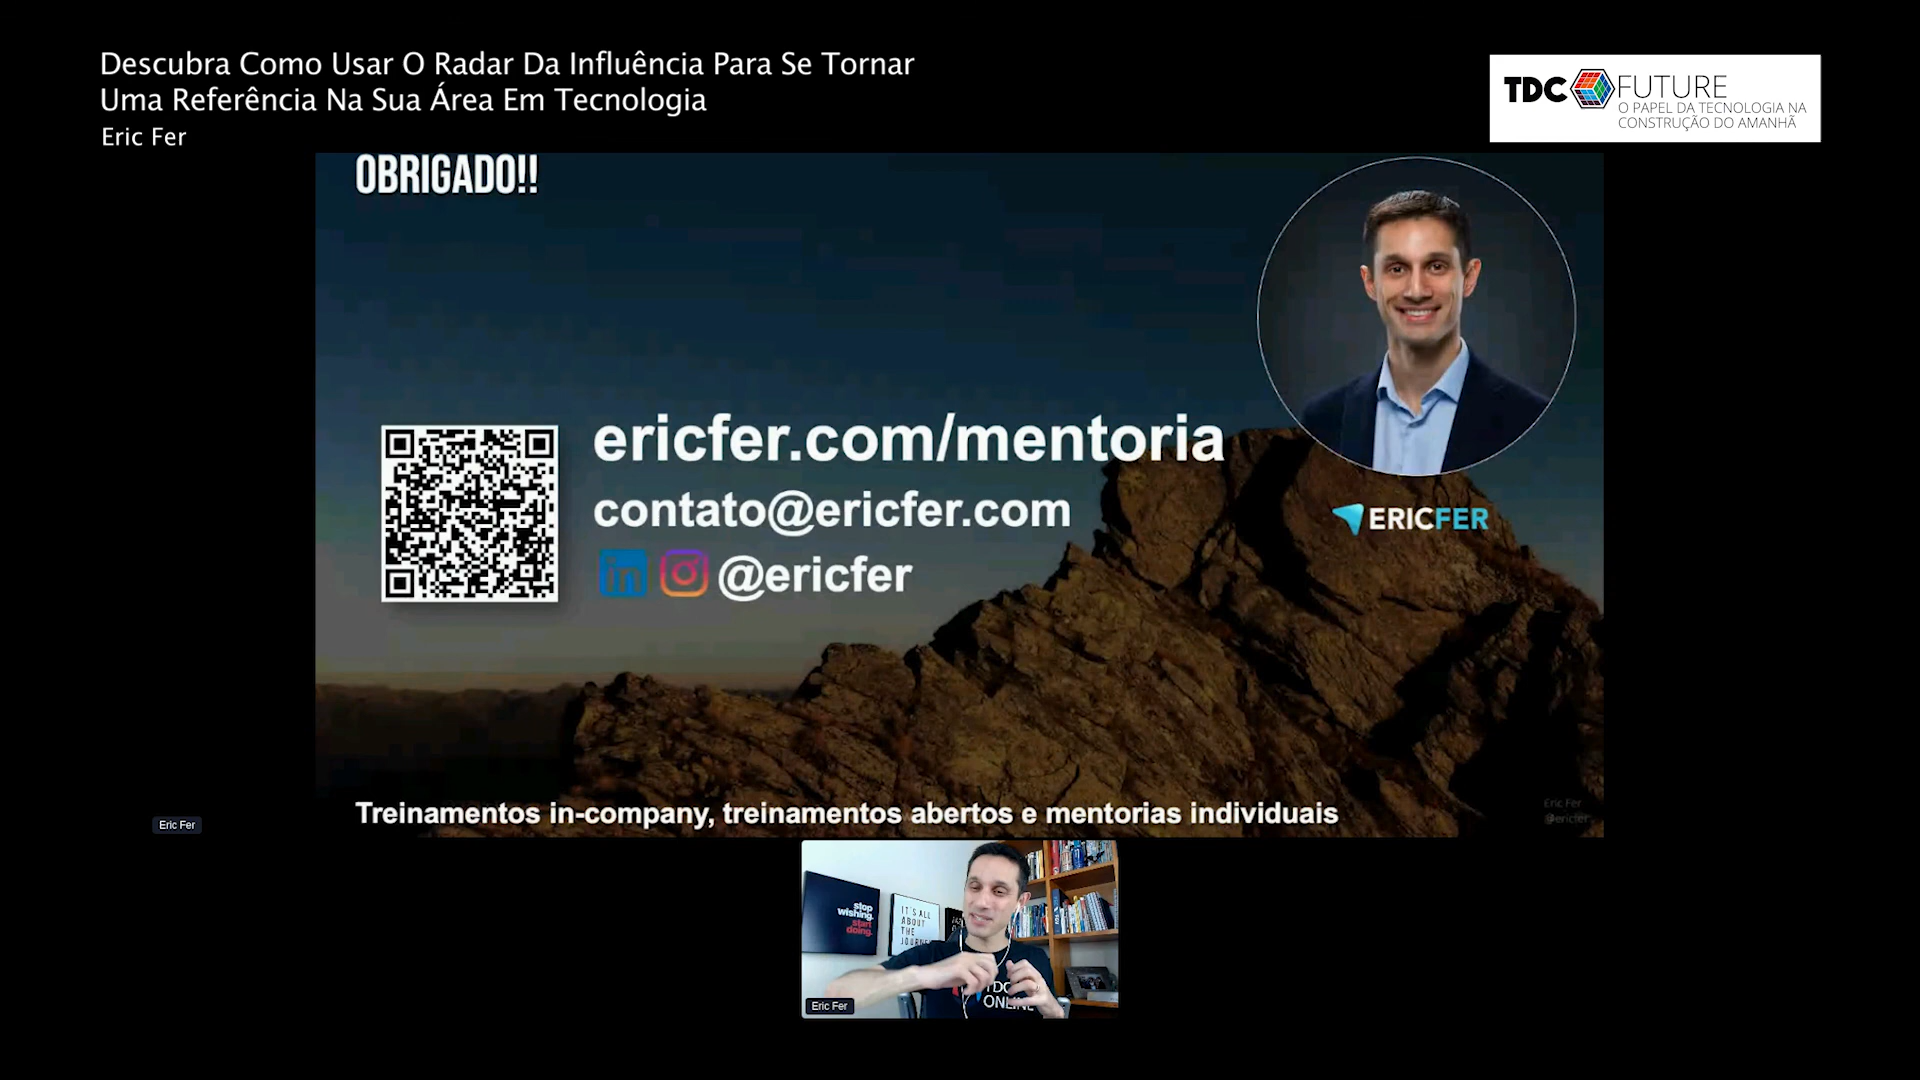 Descubra Como Usar O Radar Da Influência Para Se Tornar
Uma Referência Na Sua Área Em Tecnologia
Eric Fer
TDC FUTURE
O PAPEL DA TECNOLOGIA NA
CONSTRUÇÃO DO AMANHÃ
OBRIGADO!!
ericfer.com/mentoria
contato@ericfer.com
in @ericfer
ERICFER
Treinamentos in-company, treinamentos abertos e mentorias individuais
Eric Fer
@ericfer
Eric Fer
stop
wishing.
start
doing.
IT'S ALL
ABOUT
THE
TDC
ONLINE
Eric Fer